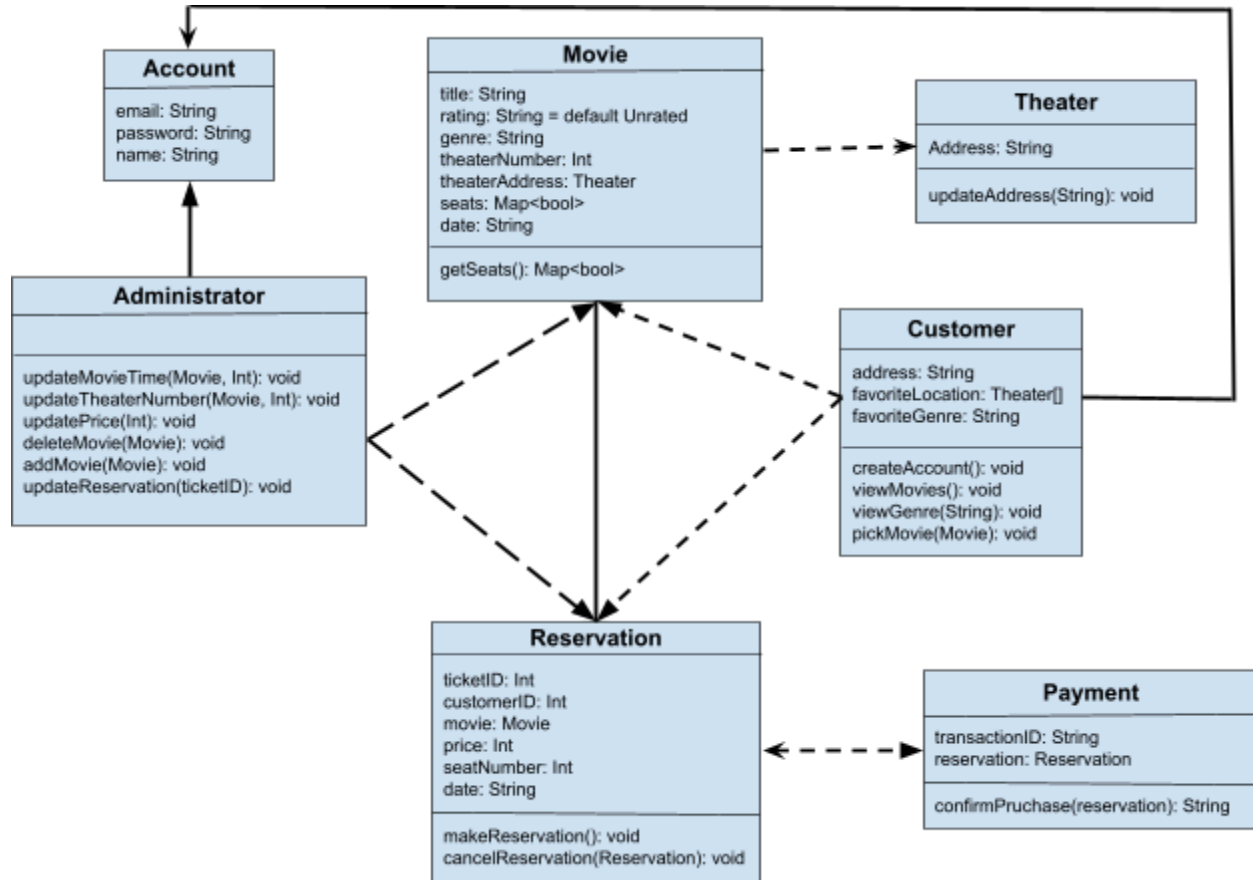 Account
email: String
password: String
name: String
Movie
title: String
rating: String = default Unrated
genre: String
theaterNumber: Int
theaterAddress: Theater
seats: Map<bool>
date: String
getSeats(): Map<bool>
Theater
Address: String
updateAddress(String): void
Administrator
updateMovieTime(Movie, Int): void
updateTheaterNumber(Movie, Int): void
updatePrice(Int): void
deleteMovie(Movie): void
addMovie(Movie): void
updateReservation(ticketID): void
Customer
address: String
favoriteLocation: Theater[]
favoriteGenre: String
createAccount(): void
viewMovies(): void
viewGenre(String): void
pickMovie(Movie): void
Reservation
ticketID: Int
customerID: Int
movie: Movie
price: Int
seatNumber: Int
date: String
makeReservation(): void
cancelReservation(Reservation): void
Payment
transactionID: String
reservation: Reservation
confirmPruchase(reservation): String